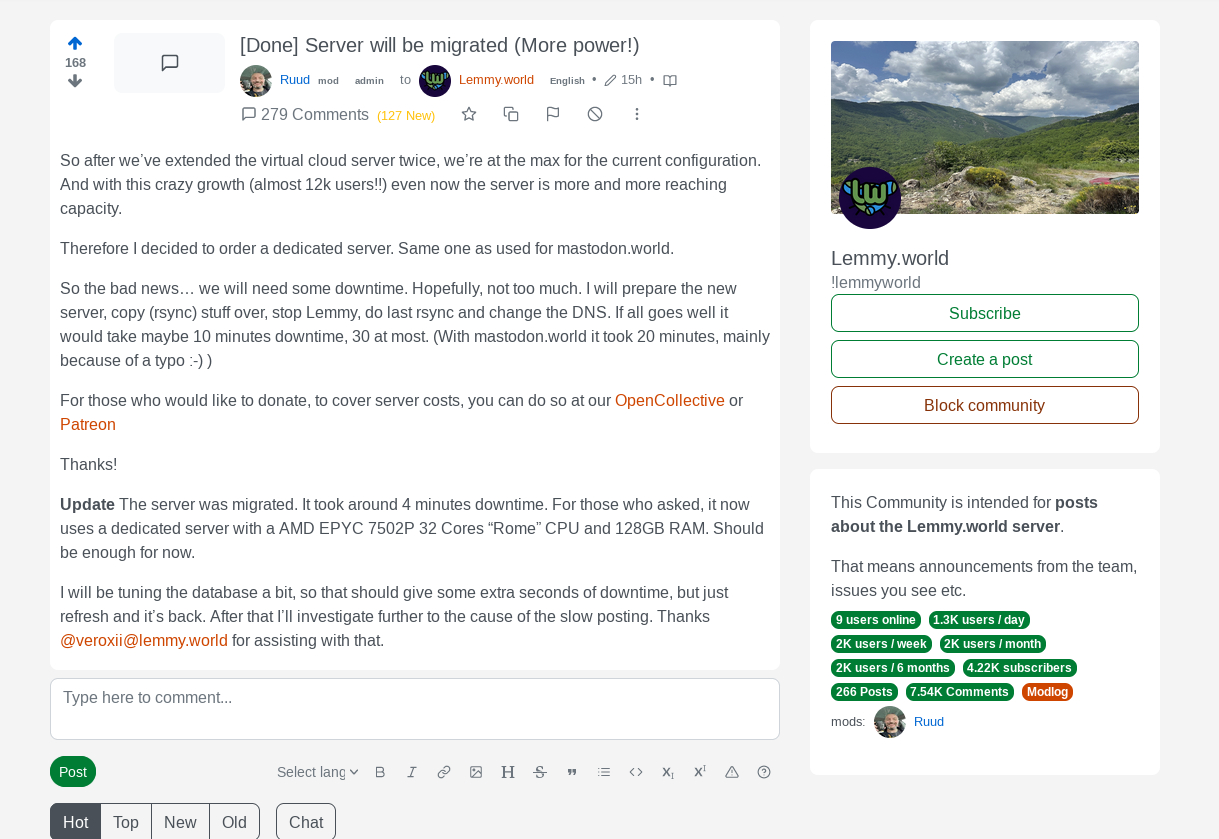 [Done] Server will be migrated (More power!)
168
Ruud mod admin to Lemmy.world English • 15h •
279 Comments (127 New)
So after we’ve extended the virtual cloud server twice, we’re at the max for the current configuration.
And with this crazy growth (almost 12k users!!) even now the server is more and more reaching
capacity.
Therefore I decided to order a dedicated server. Same one as used for mastodon.world.
So the bad news… we will need some downtime. Hopefully, not too much. I will prepare the new
server, copy (rsync) stuff over, stop Lemmy, do last rsync and change the DNS. If all goes well it
would take maybe 10 minutes downtime, 30 at most. (With mastodon.world it took 20 minutes, mainly
because of a typo :-) )
For those who would like to donate, to cover server costs, you can do so at our OpenCollective or
Patreon
Thanks!
Update The server was migrated. It took around 4 minutes downtime. For those who asked, it now
uses a dedicated server with a AMD EPYC 7502P 32 Cores “Rome” CPU and 128GB RAM. Should
be enough for now.
I will be tuning the database a bit, so that should give some extra seconds of downtime, but just
refresh and it’s back. After that I’ll investigate further to the cause of the slow posting. Thanks
@veroxii@lemmy.world for assisting with that.
Type here to comment...
Post
Select lang
Hot Top New Old Chat
Lemmy.world
!lemmyworld
Subscribe
Create a post
Block community
This Community is intended for posts
about the Lemmy.world server.
That means announcements from the team,
issues you see etc.
9 users online 1.3K users / day
2K users / week 2K users / month
2K users / 6 months 4.22K subscribers
266 Posts 7.54K Comments Modlog
mods: Ruud